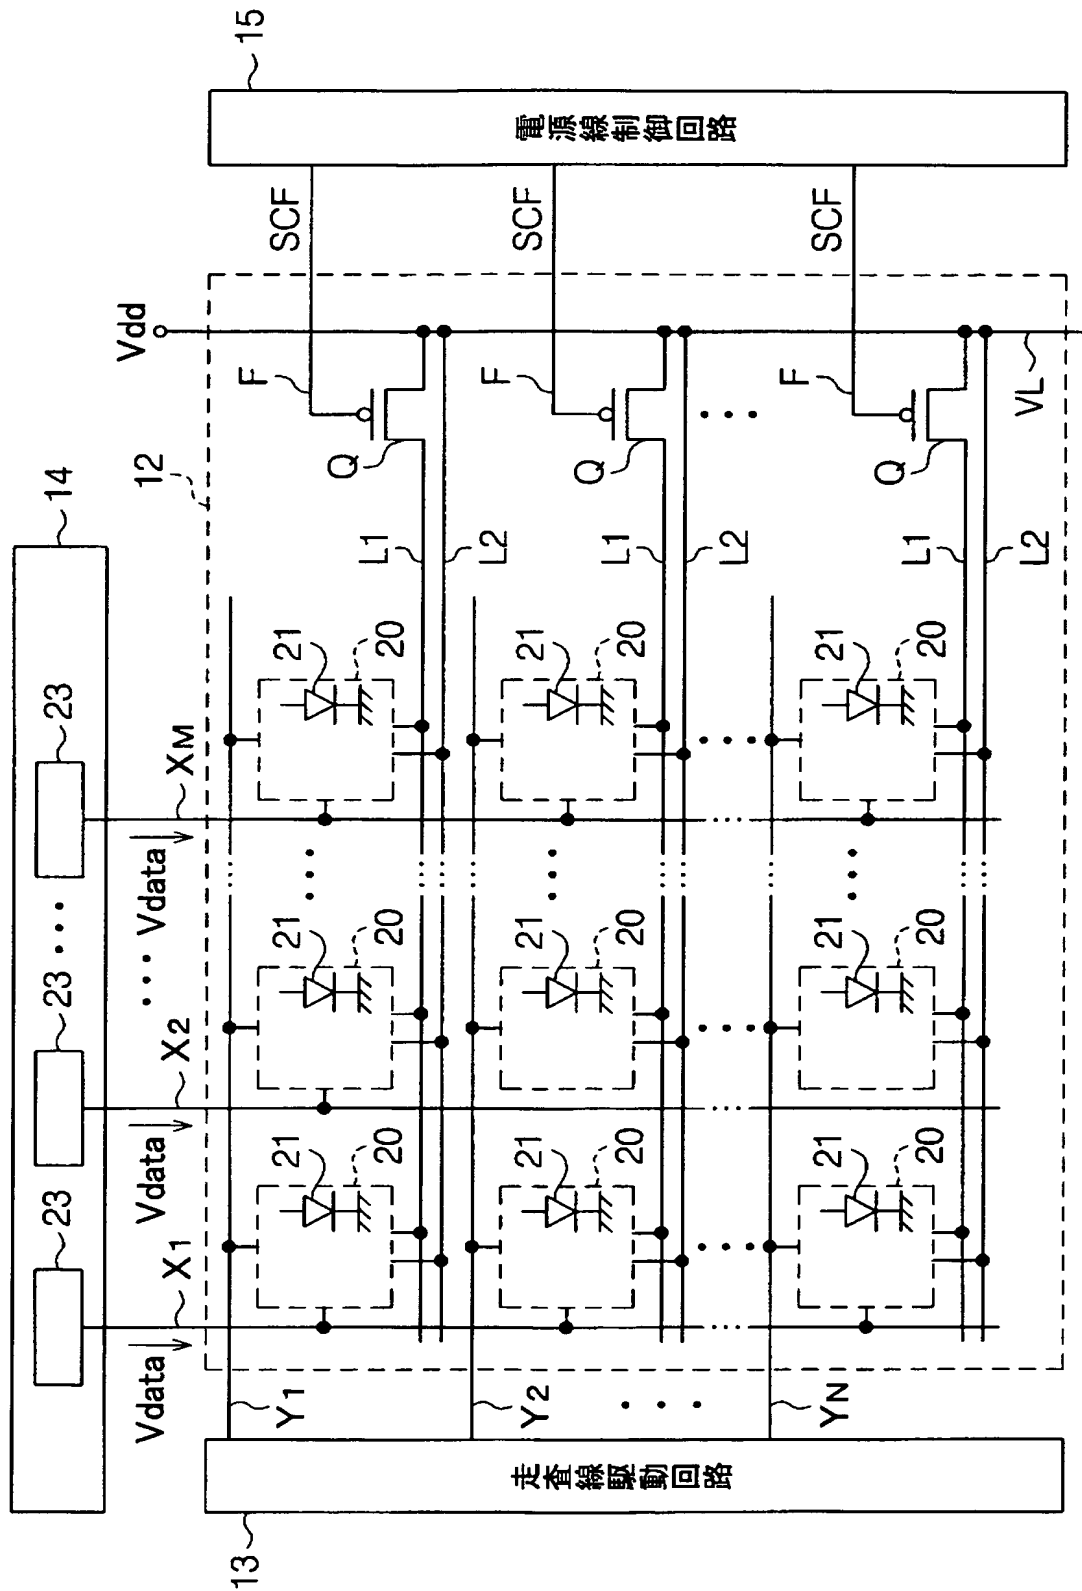 14
23
23
・・・
23
Vdata
X1
Vdata
X2
・・・
Vdata
XM
12
Vdd
13
走査線駆動回路
Y1
Y2
・・・
YN
21
20
21
20
・・・
21
20
L1
L2
Q
F
SCF
21
20
21
20
・・・
21
20
L1
L2
Q
F
SCF
・・・
21
20
21
20
・・・
21
20
L1
L2
Q
F
SCF
VL
電源線制御回路
15